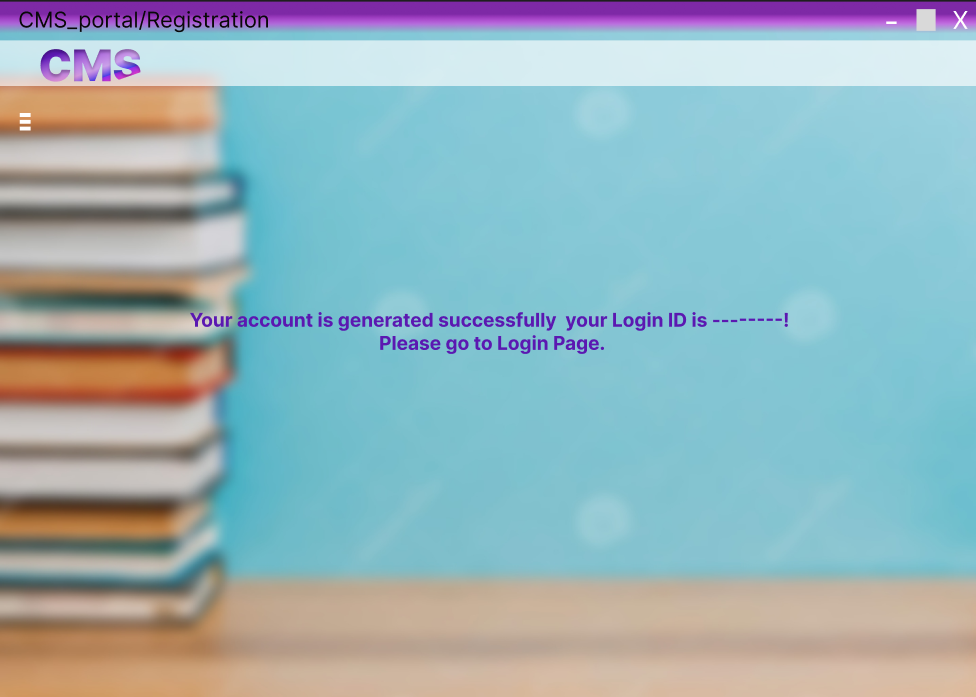 CMS_portal/Registration
– X
CMS
Your account is generated successfully  your Login ID is --------!
Please go to Login Page.